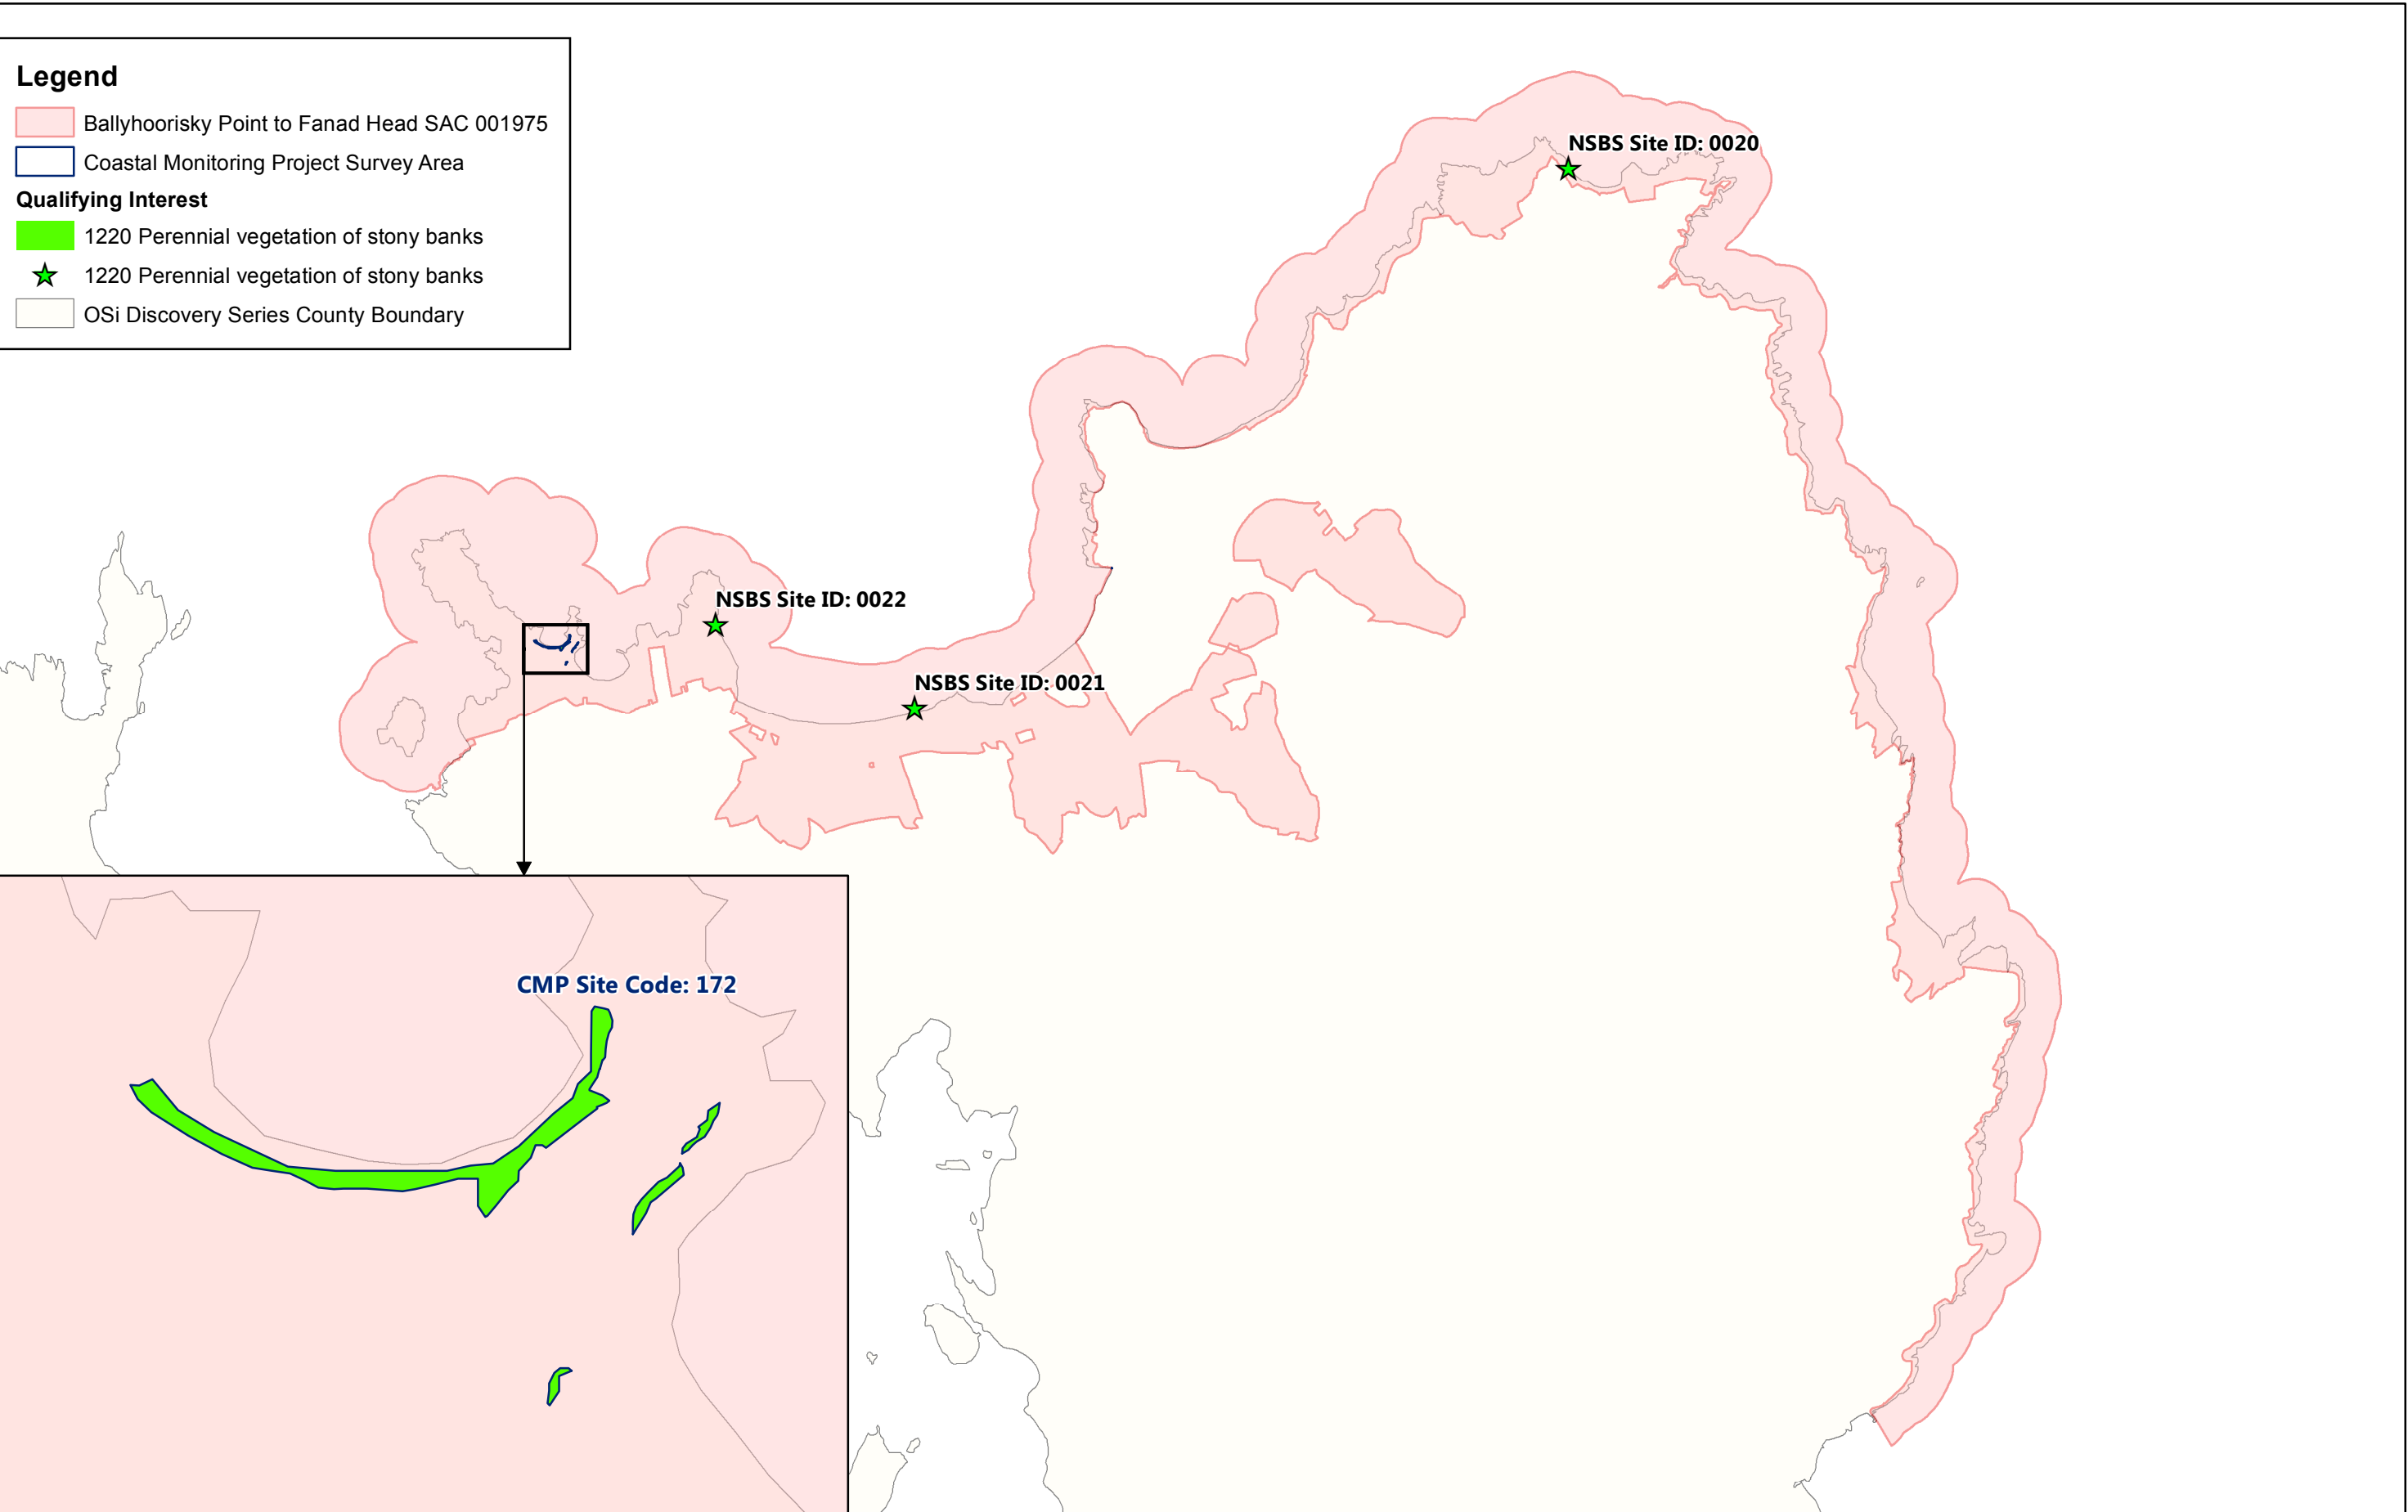 Legend
Ballyhoorisky Point to Fanad Head SAC 001975
Coastal Monitoring Project Survey Area
Qualifying Interest
1220 Perennial vegetation of stony banks
1220 Perennial vegetation of stony banks
OSi Discovery Series County Boundary
NSBS Site ID: 0020
NSBS Site ID: 0022
NSBS Site ID: 0021
CMP Site Code: 172